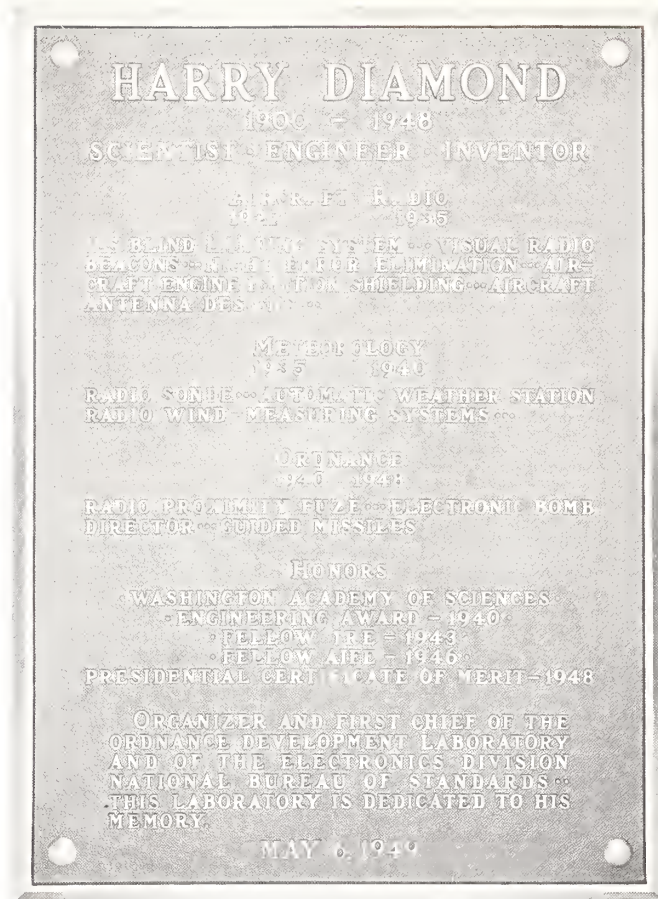 HARRY DIAMOND
1900 - 1948
SCIENTIST · ENGINEER · INVENTOR
AIRCRAFT RADIO
1935
BLIND LANDING SYSTEM ··· VISUAL RADIO
BEACONS ··· ELIMINATION ··· AIR-
CRAFT ENGINE IGNITION SHIELDING ··· AIRCRAFT
ANTENNA DESIGN ···
METEOROLOGY
1935 1940
RADIO SONDE ··· AUTOMATIC WEATHER STATION
RADIO WIND MEASURING SYSTEMS ···
ORDNANCE
1940 1948
RADIO PROXIMITY FUZE ··· ELECTRONIC BOMB
DIRECTOR ··· GUIDED MISSILES
HONORS
·WASHINGTON ACADEMY OF SCIENCES·
·ENGINEERING AWARD - 1940·
·FELLOW IRE - 1943
·FELLOW AIEE - 1946·
PRESIDENTIAL CERTIFICATE OF MERIT-1948
ORGANIZER AND FIRST CHIEF OF THE
ORDNANCE DEVELOPMENT LABORATORY
AND OF THE ELECTRONICS DIVISION
NATIONAL BUREAU OF STANDARDS ··
THIS LABORATORY IS DEDICATED TO HIS
MEMORY.
MAY 6, 1949